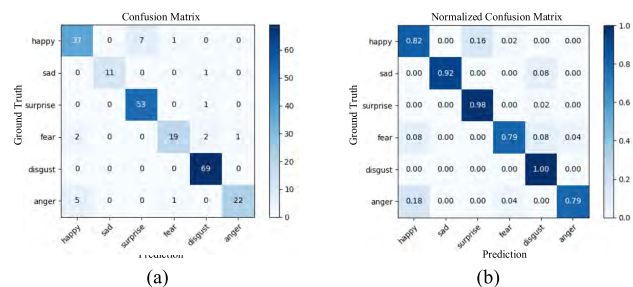 Confusion Matrix
happy 37 0 7 1 0 0
sad 0 11 0 0 1 0
surprise 0 0 53 0 1 0
fear 2 0 0 19 2 1
disgust 0 0 0 0 69 0
anger 5 0 0 1 0 22
happy sad surprise fear disgust anger
Ground Truth
Prediction
60
50
40
30
20
10
0
(a)
Normalized Confusion Matrix
happy 0.82 0.00 0.16 0.02 0.00 0.00
sad 0.00 0.92 0.00 0.00 0.08 0.00
surprise 0.00 0.00 0.98 0.00 0.02 0.00
fear 0.08 0.00 0.00 0.79 0.08 0.04
disgust 0.00 0.00 0.00 0.00 1.00 0.00
anger 0.18 0.00 0.00 0.04 0.00 0.79
happy sad surprise fear disgust anger
Ground Truth
Prediction
1.0
0.8
0.6
0.4
0.2
0.0
(b)